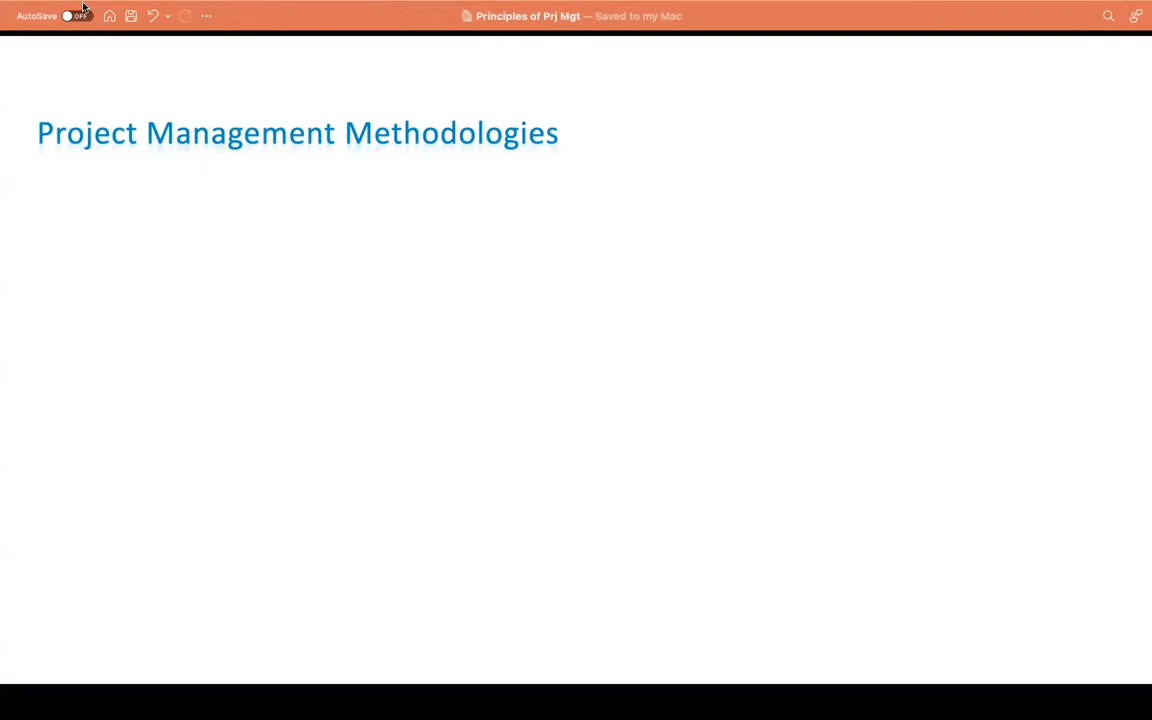 AutoSave OFF Principles of Prj Mgt — Saved to my Mac
Project Management Methodologies